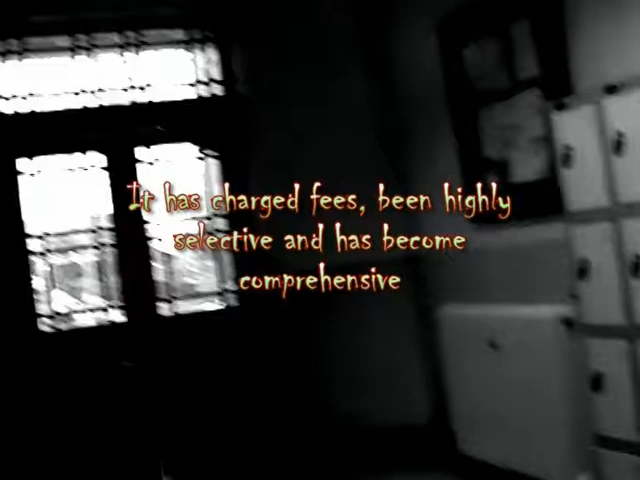 It has charged fees, been highly
selective and has become
comprehensive